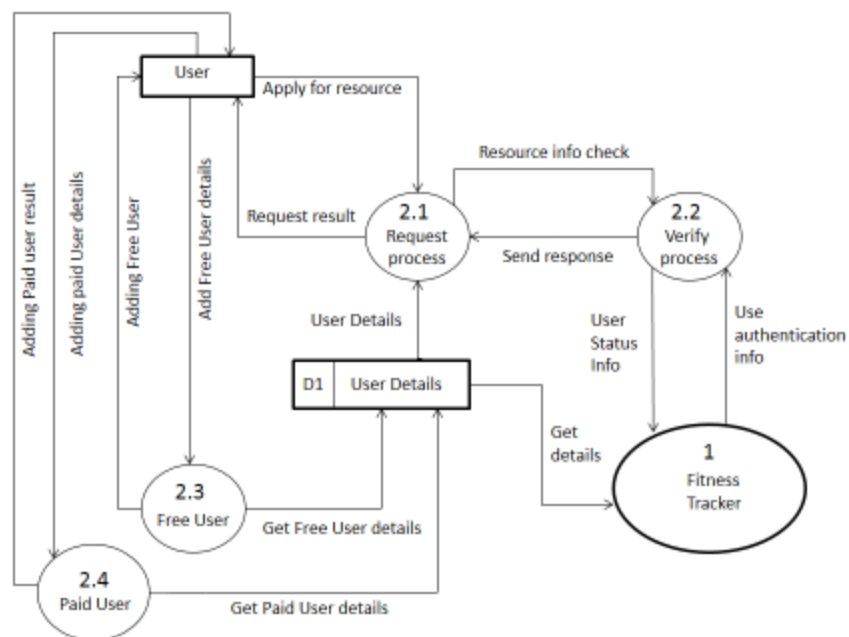 User
Apply for resource
Resource info check
Adding Paid user result
Adding paid User details
Adding Free User
Add Free User details
Request result
2.1
Request
process
2.2
Verify
process
Send response
User Details
User
Status
Info
Use
authentication
info
D1
User Details
Get
details
1
Fitness
Tracker
2.3
Free User
Get Free User details
2.4
Paid User
Get Paid User details